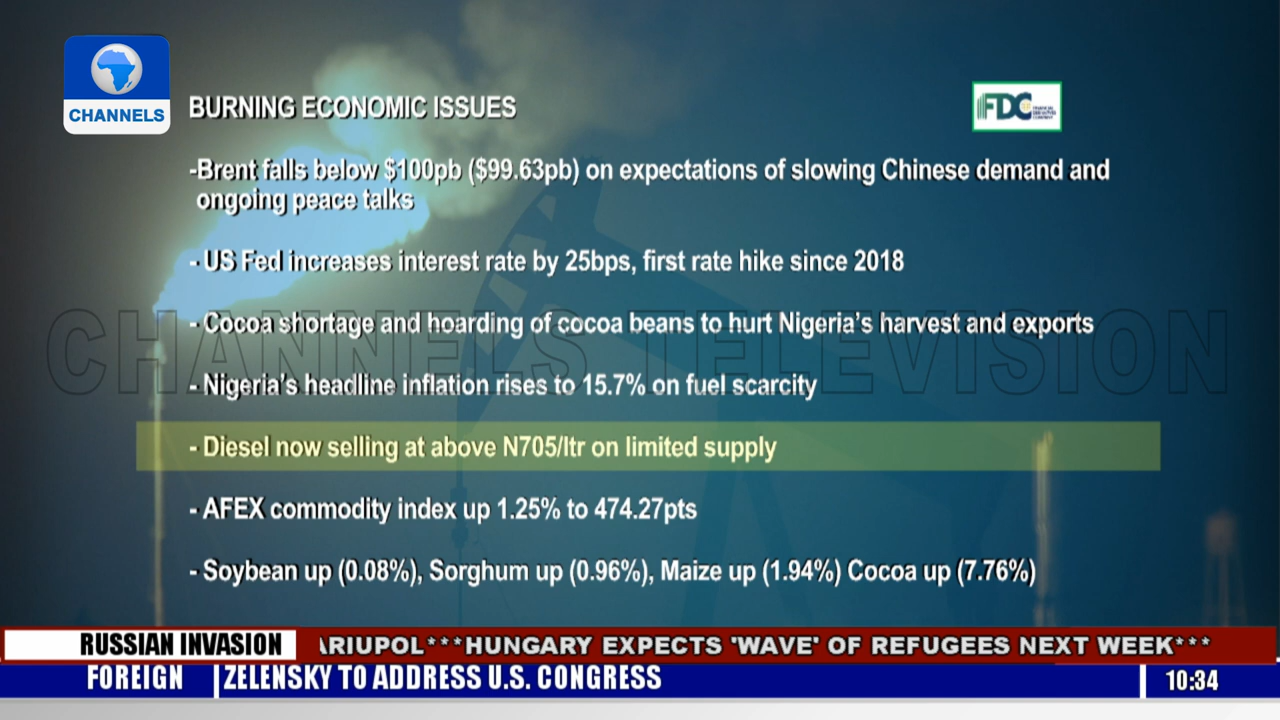 CHANNELS
BURNING ECONOMIC ISSUES
FDC
-Brent falls below $100pb ($99.63pb) on expectations of slowing Chinese demand and
ongoing peace talks
- US Fed increases interest rate by 25bps, first rate hike since 2018
- Cocoa shortage and hoarding of cocoa beans to hurt Nigeria's harvest and exports
CHANNELS TELEVISION
- Nigeria's headline inflation rises to 15.7% on fuel scarcity
- Diesel now selling at above N705/ltr on limited supply
- AFEX commodity index up 1.25% to 474.27pts
- Soybean up (0.08%), Sorghum up (0.96%), Maize up (1.94%) Cocoa up (7.76%)
RUSSIAN INVASION
ARIUPOL***HUNGARY EXPECTS 'WAVE' OF REFUGEES NEXT WEEK***
FOREIGN
ZELENSKY TO ADDRESS U.S. CONGRESS
10:34